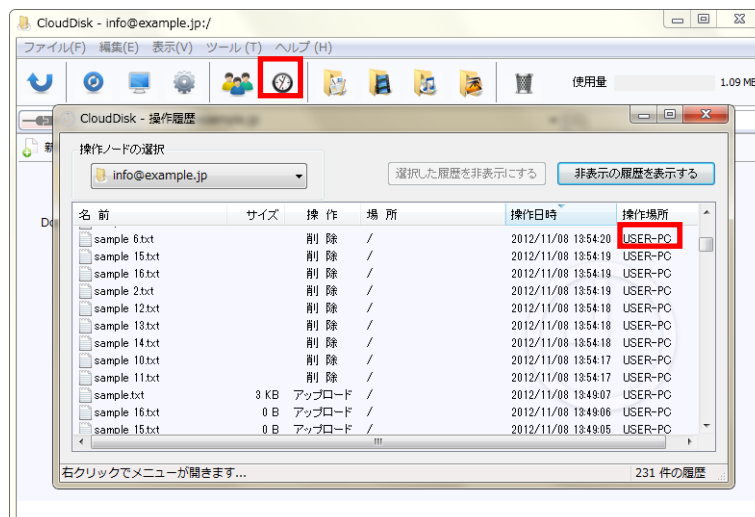 CloudDisk - info@example.jp:/
ファイル(F) 編集(E) 表示(V) ツール(T) ヘルプ(H)
使用量 1.09 MB
CloudDisk - 操作履歴
操作ノードの選択
info@example.jp
選択した履歴を非表示にする 非表示の履歴を表示する
名前 サイズ 操作 場所 操作日時 操作場所
sample 6.txt 削除 / 2012/11/08 13:54:20 USER-PC
sample 15.txt 削除 / 2012/11/08 13:54:19 USER-PC
sample 16.txt 削除 / 2012/11/08 13:54:19 USER-PC
sample 2.txt 削除 / 2012/11/08 13:54:19 USER-PC
sample 12.txt 削除 / 2012/11/08 13:54:18 USER-PC
sample 13.txt 削除 / 2012/11/08 13:54:18 USER-PC
sample 14.txt 削除 / 2012/11/08 13:54:18 USER-PC
sample 10.txt 削除 / 2012/11/08 13:54:17 USER-PC
sample 11.txt 削除 / 2012/11/08 13:54:17 USER-PC
sample.txt 3 KB アップロード / 2012/11/08 13:49:07 USER-PC
sample 16.txt 0 B アップロード / 2012/11/08 13:49:06 USER-PC
sample 15.txt 0 B アップロード / 2012/11/08 13:49:05 USER-PC
右クリックでメニューが開きます... 231 件の履歴